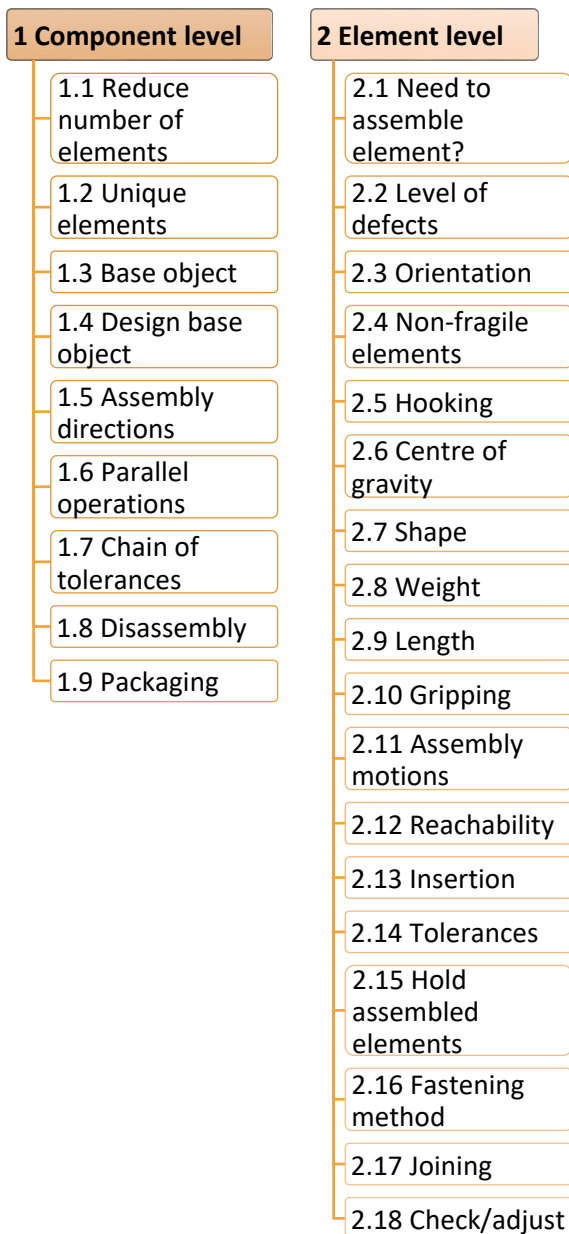 1 Component level
1.1 Reduce
number of
elements
1.2 Unique
elements
1.3 Base object
1.4 Design base
object
1.5 Assembly
directions
1.6 Parallel
operations
1.7 Chain of
tolerances
1.8 Disassembly
1.9 Packaging
2 Element level
2.1 Need to
assemble
element?
2.2 Level of
defects
2.3 Orientation
2.4 Non-fragile
elements
2.5 Hooking
2.6 Centre of
gravity
2.7 Shape
2.8 Weight
2.9 Length
2.10 Gripping
2.11 Assembly
motions
2.12 Reachability
2.13 Insertion
2.14 Tolerances
2.15 Hold
assembled
elements
2.16 Fastening
method
2.17 Joining
2.18 Check/adjust